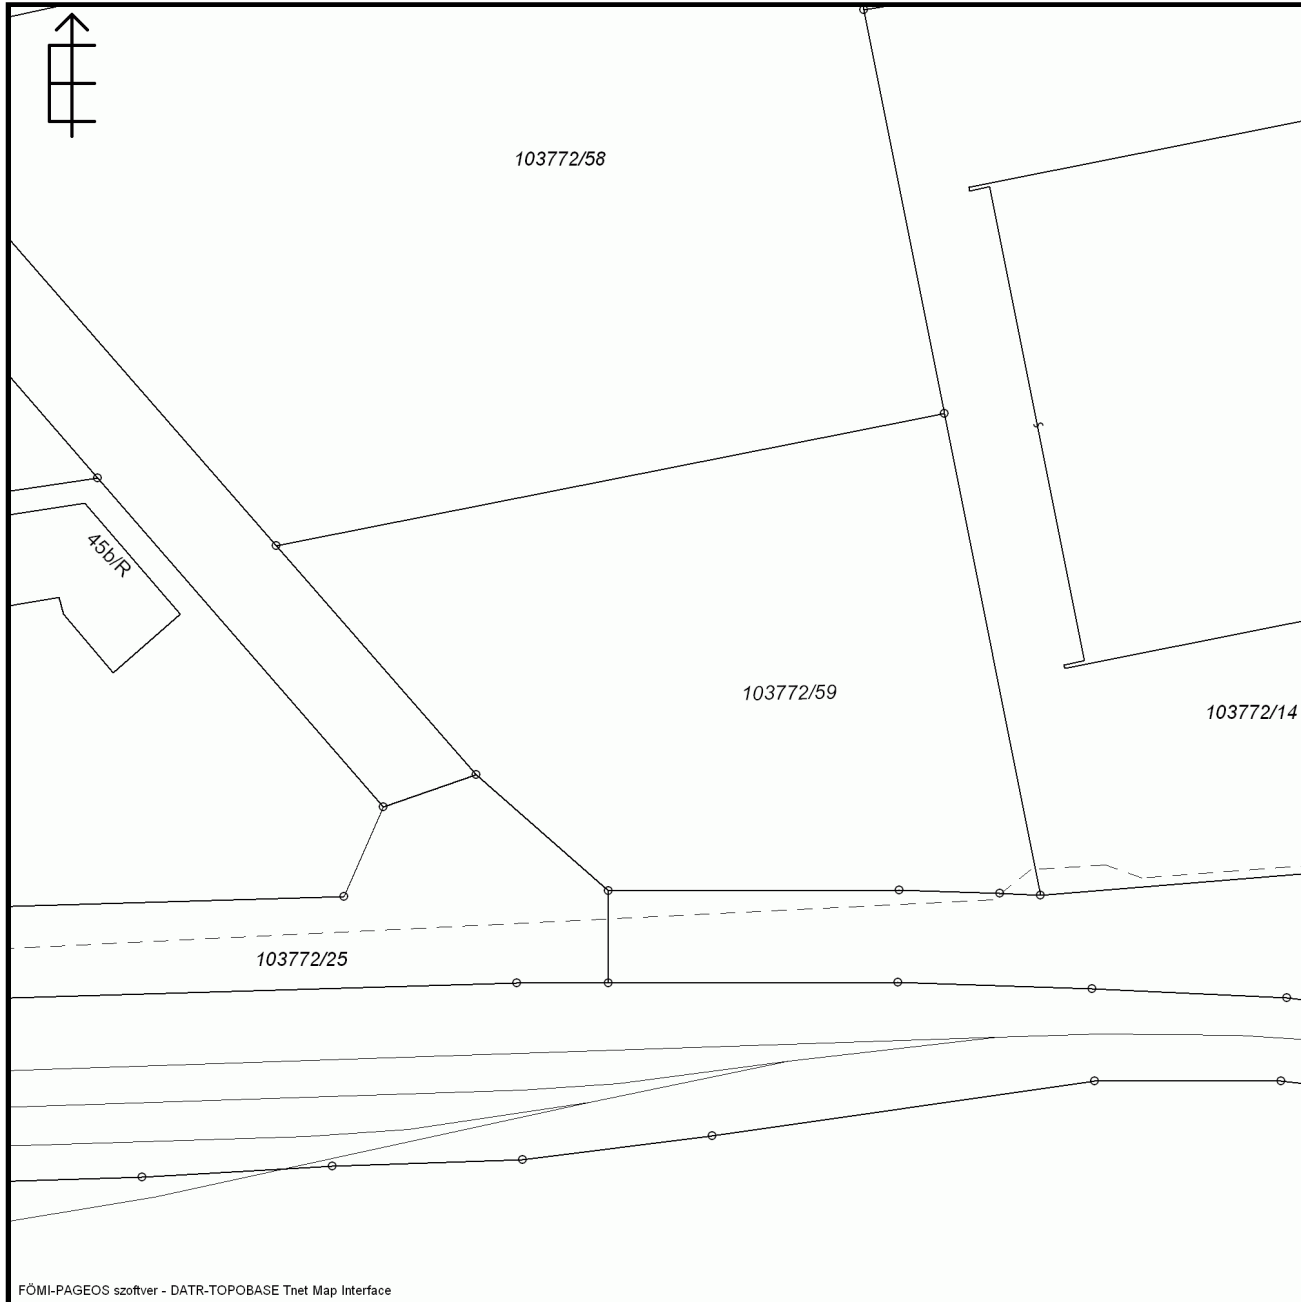 103772/58
45b/R
103772/59
103772/14
103772/25
FÖMI-PAGEOS szoftver - DATR-TOPOBASE Tnet Map Interface